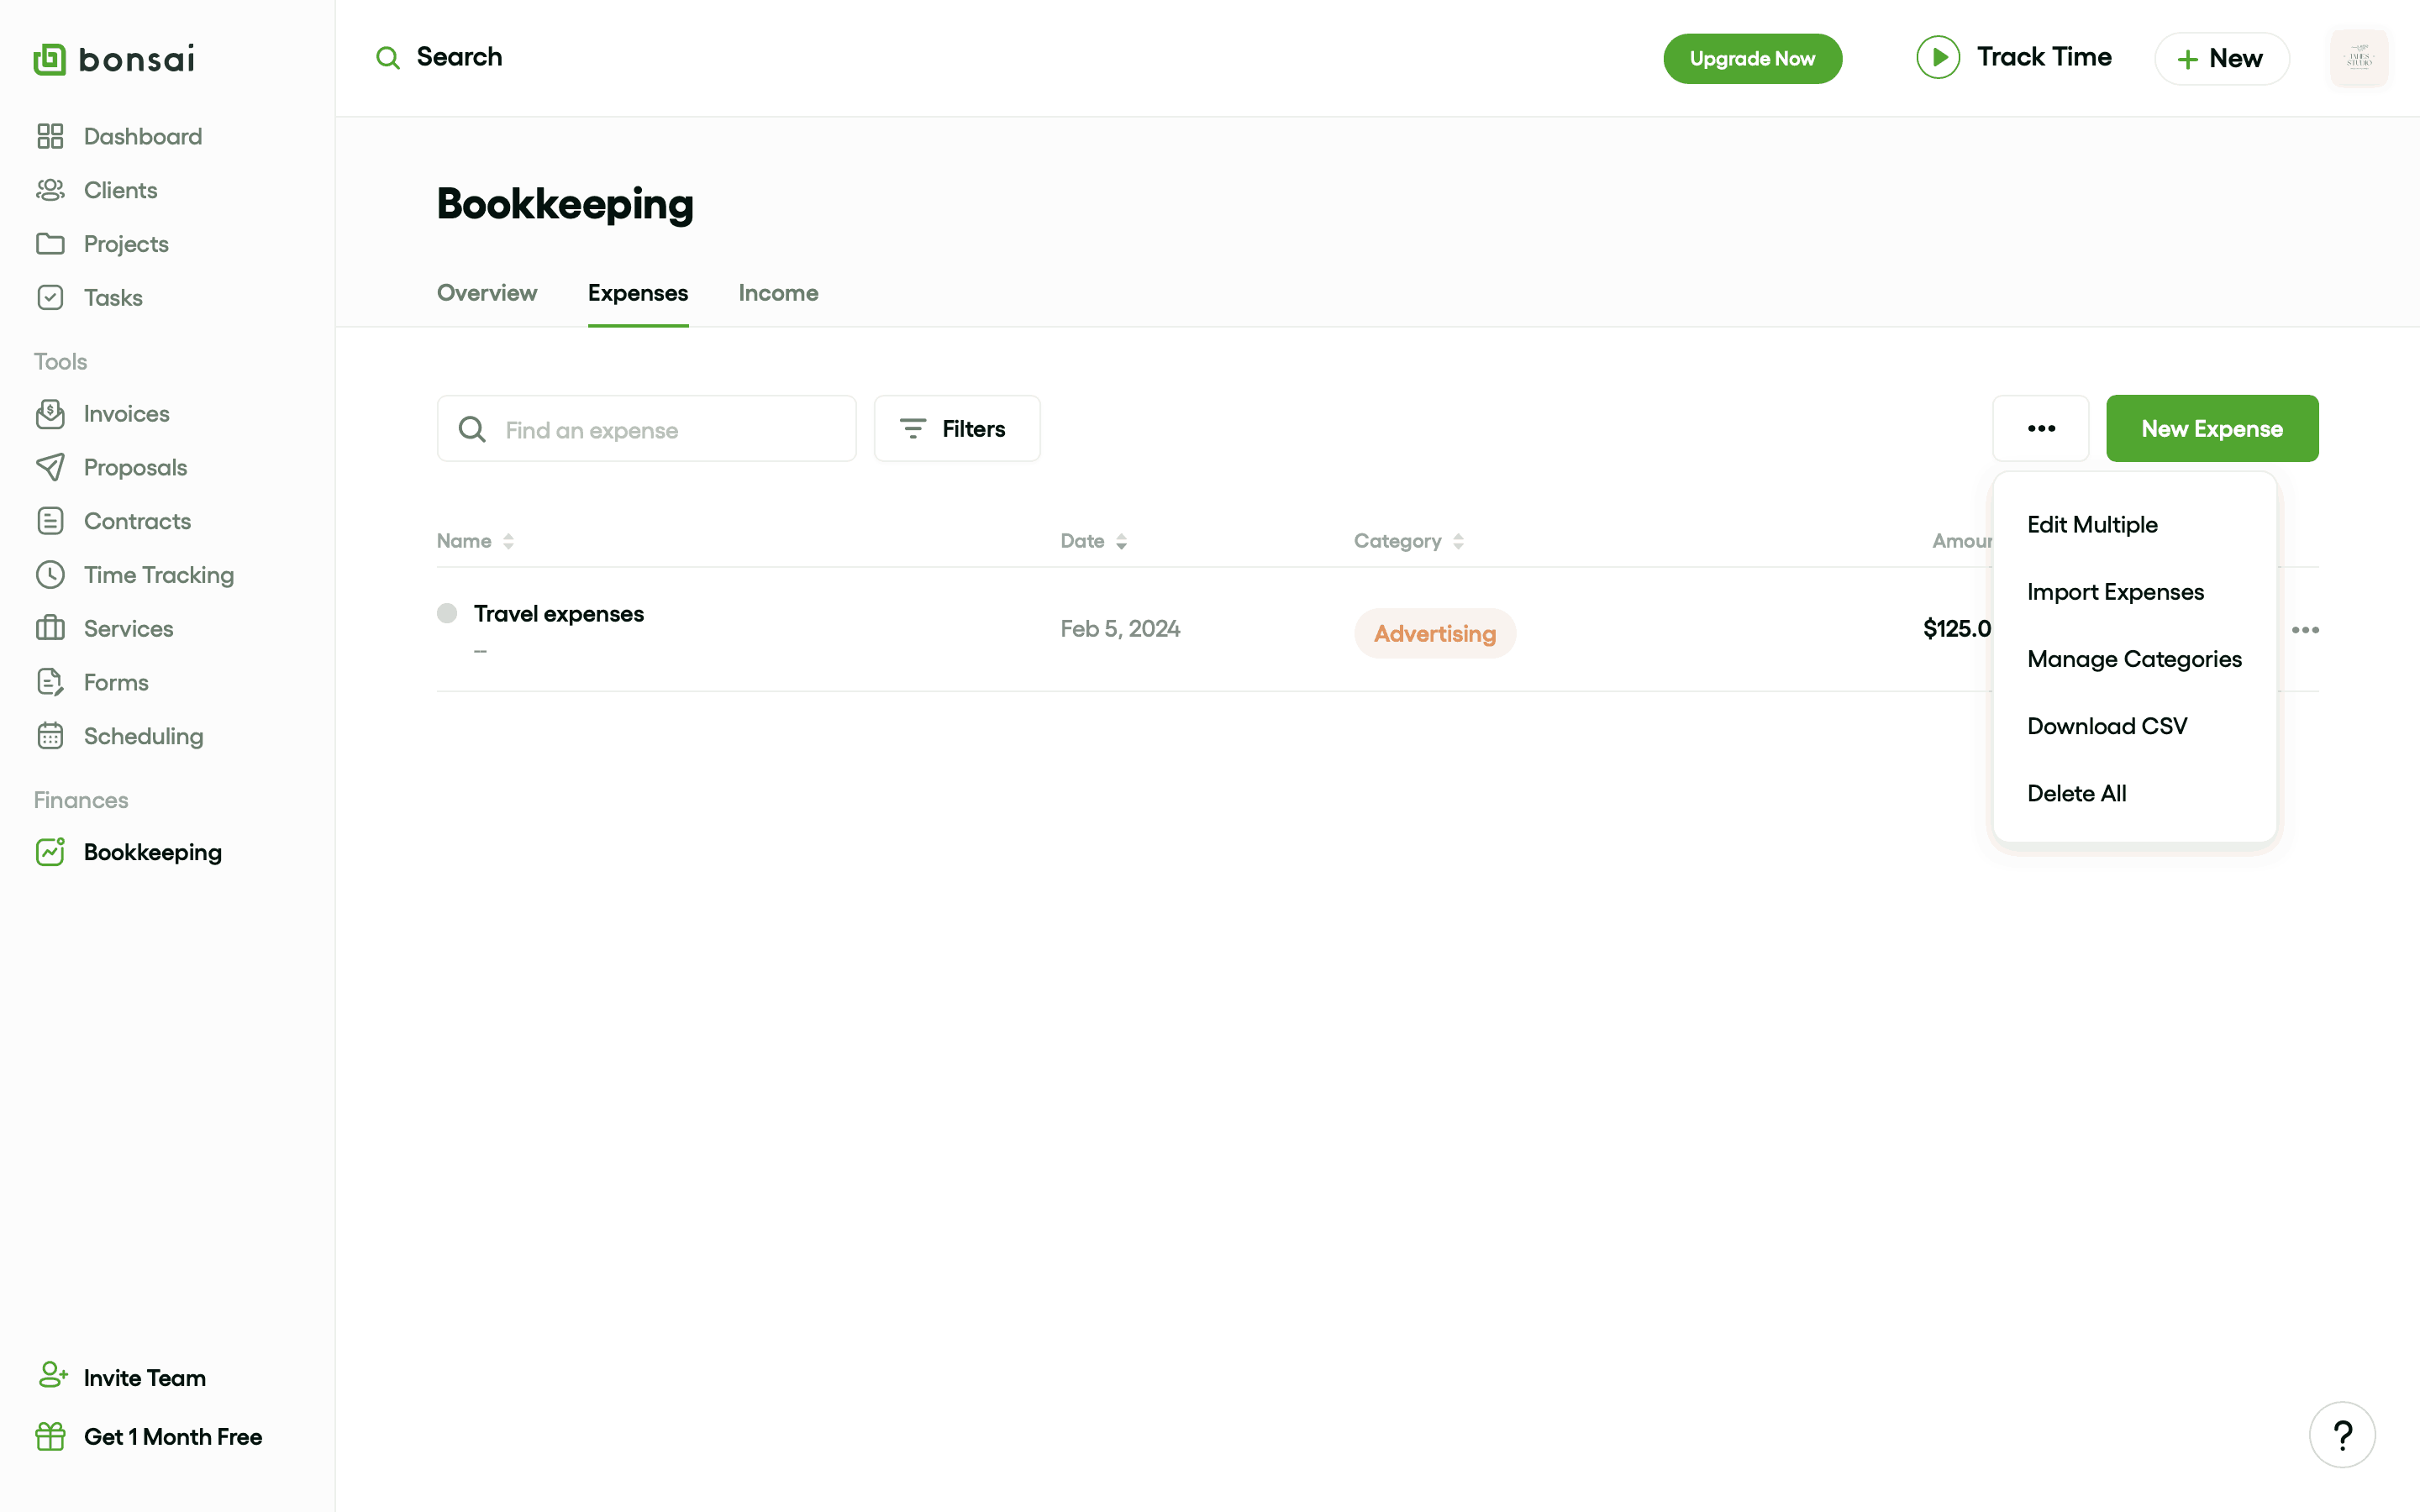 bonsai
Search
Upgrade Now
Track Time
New
JAMES
STUDIO
Dashboard
Clients
Projects
Tasks
Tools
Invoices
Proposals
Contracts
Time Tracking
Services
Forms
Scheduling
Finances
Bookkeeping
Invite Team
Get 1 Month Free
Bookkeeping
Overview Expenses Income
Find an expense
Filters
New Expense
Name Date Category Amoun
Travel expenses
Feb 5, 2024
Advertising
$125.0
--
Edit Multiple
Import Expenses
Manage Categories
Download CSV
Delete All
?